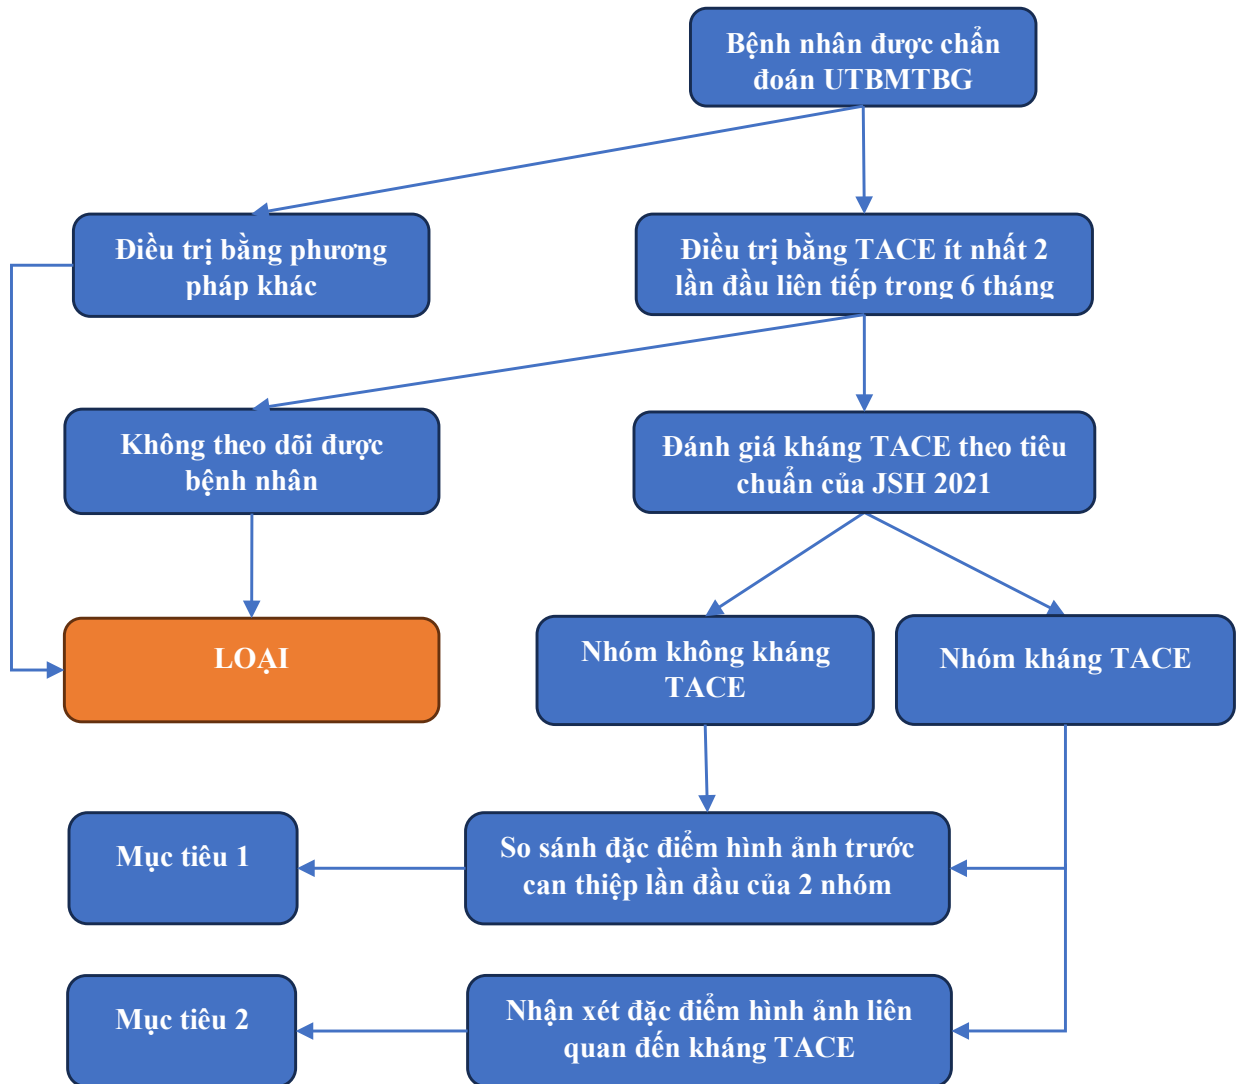 Bệnh nhân được chẩn
đoán UTBMTBG
Điều trị bằng phương
pháp khác
Điều trị bằng TACE ít nhất 2
lần đầu liên tiếp trong 6 tháng
Không theo dõi được
bệnh nhân
Đánh giá kháng TACE theo tiêu
chuẩn của JSH 2021
LOẠI
Nhóm không kháng
TACE
Nhóm kháng TACE
Mục tiêu 1
So sánh đặc điểm hình ảnh trước
can thiệp lần đầu của 2 nhóm
Mục tiêu 2
Nhận xét đặc điểm hình ảnh liên
quan đến kháng TACE